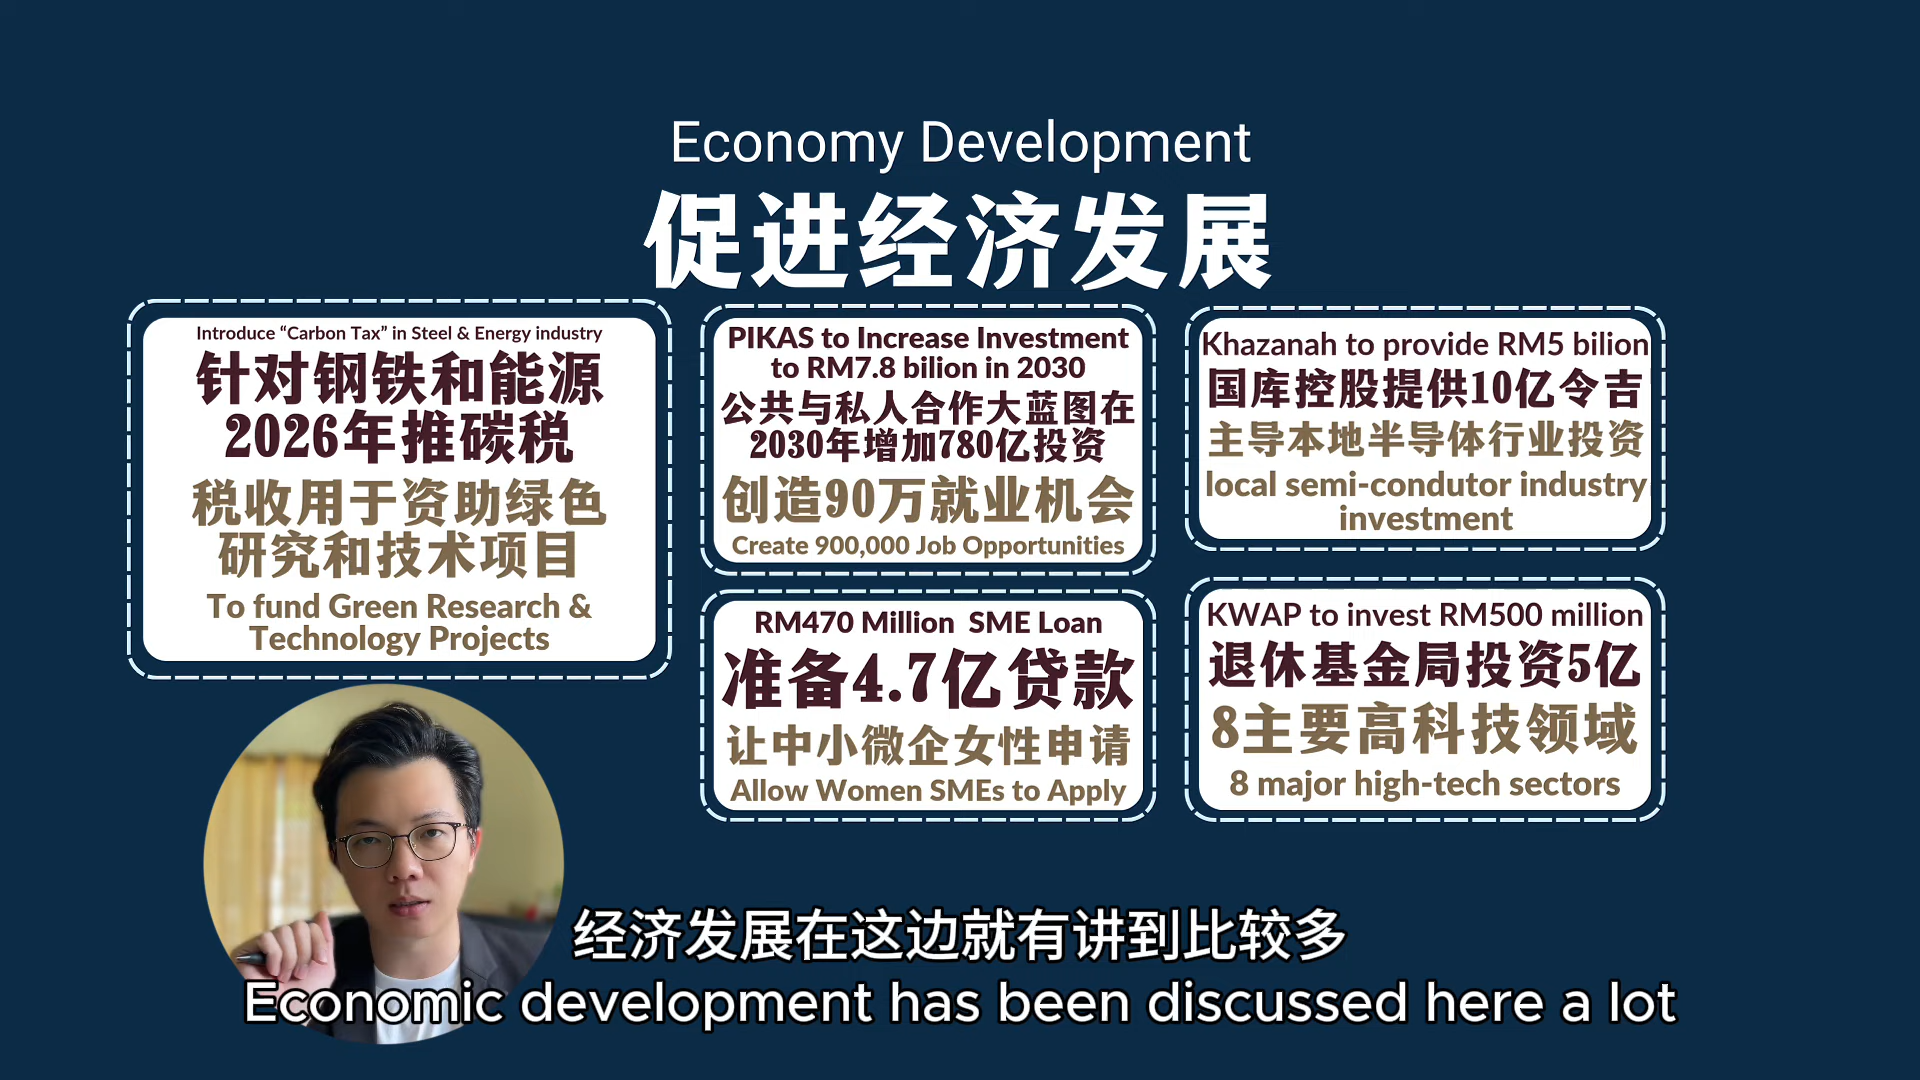 Economy Development
促进经济发展
Introduce “Carbon Tax” in Steel & Energy industry
针对钢铁和能源
2026年推碳税
税收用于资助绿色
研究和技术项目
To fund Green Research &
Technology Projects
PIKAS to Increase Investment
to RM7.8 bilion in 2030
公共与私人合作大蓝图在
2030年增加780亿投资
创造90万就业机会
Create 900,000 Job Opportunities
RM470 Million  SME Loan
准备4.7亿贷款
让中小微企女性申请
Allow Women SMEs to Apply
Khazanah to provide RM5 bilion
国库控股提供10亿令吉
主导本地半导体行业投资
local semi-condutor industry
investment
KWAP to invest RM500 million
退休基金局投资5亿
8主要高科技领域
8 major high-tech sectors
经济发展在这边就有讲到比较多
Economic development has been discussed here a lot